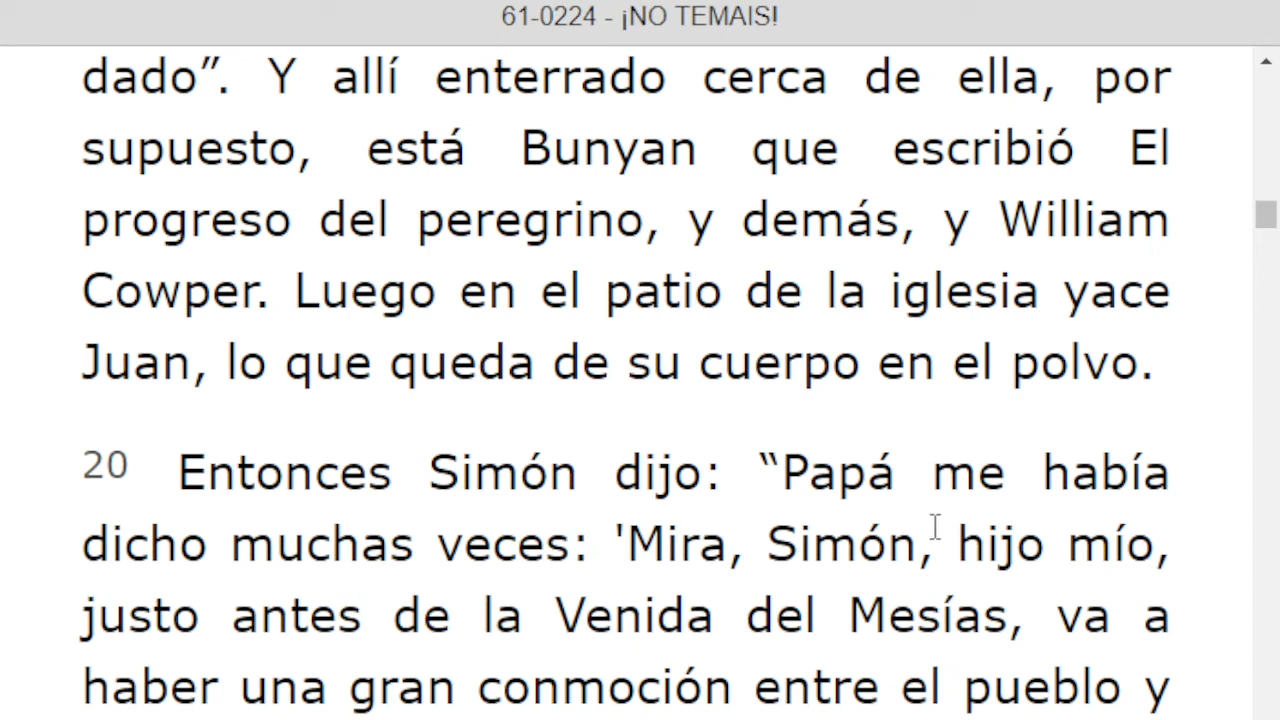 61-0224 - ¡NO TEMAIS!
dado”. Y allí enterrado cerca de ella, por
supuesto, está Bunyan que escribió El
progreso del peregrino, y demás, y William
Cowper. Luego en el patio de la iglesia yace
Juan, lo que queda de su cuerpo en el polvo.
20 Entonces Simón dijo: “Papá me había
dicho muchas veces: 'Mira, Simón, hijo mío,
justo antes de la Venida del Mesías, va a
haber una gran conmoción entre el pueblo y